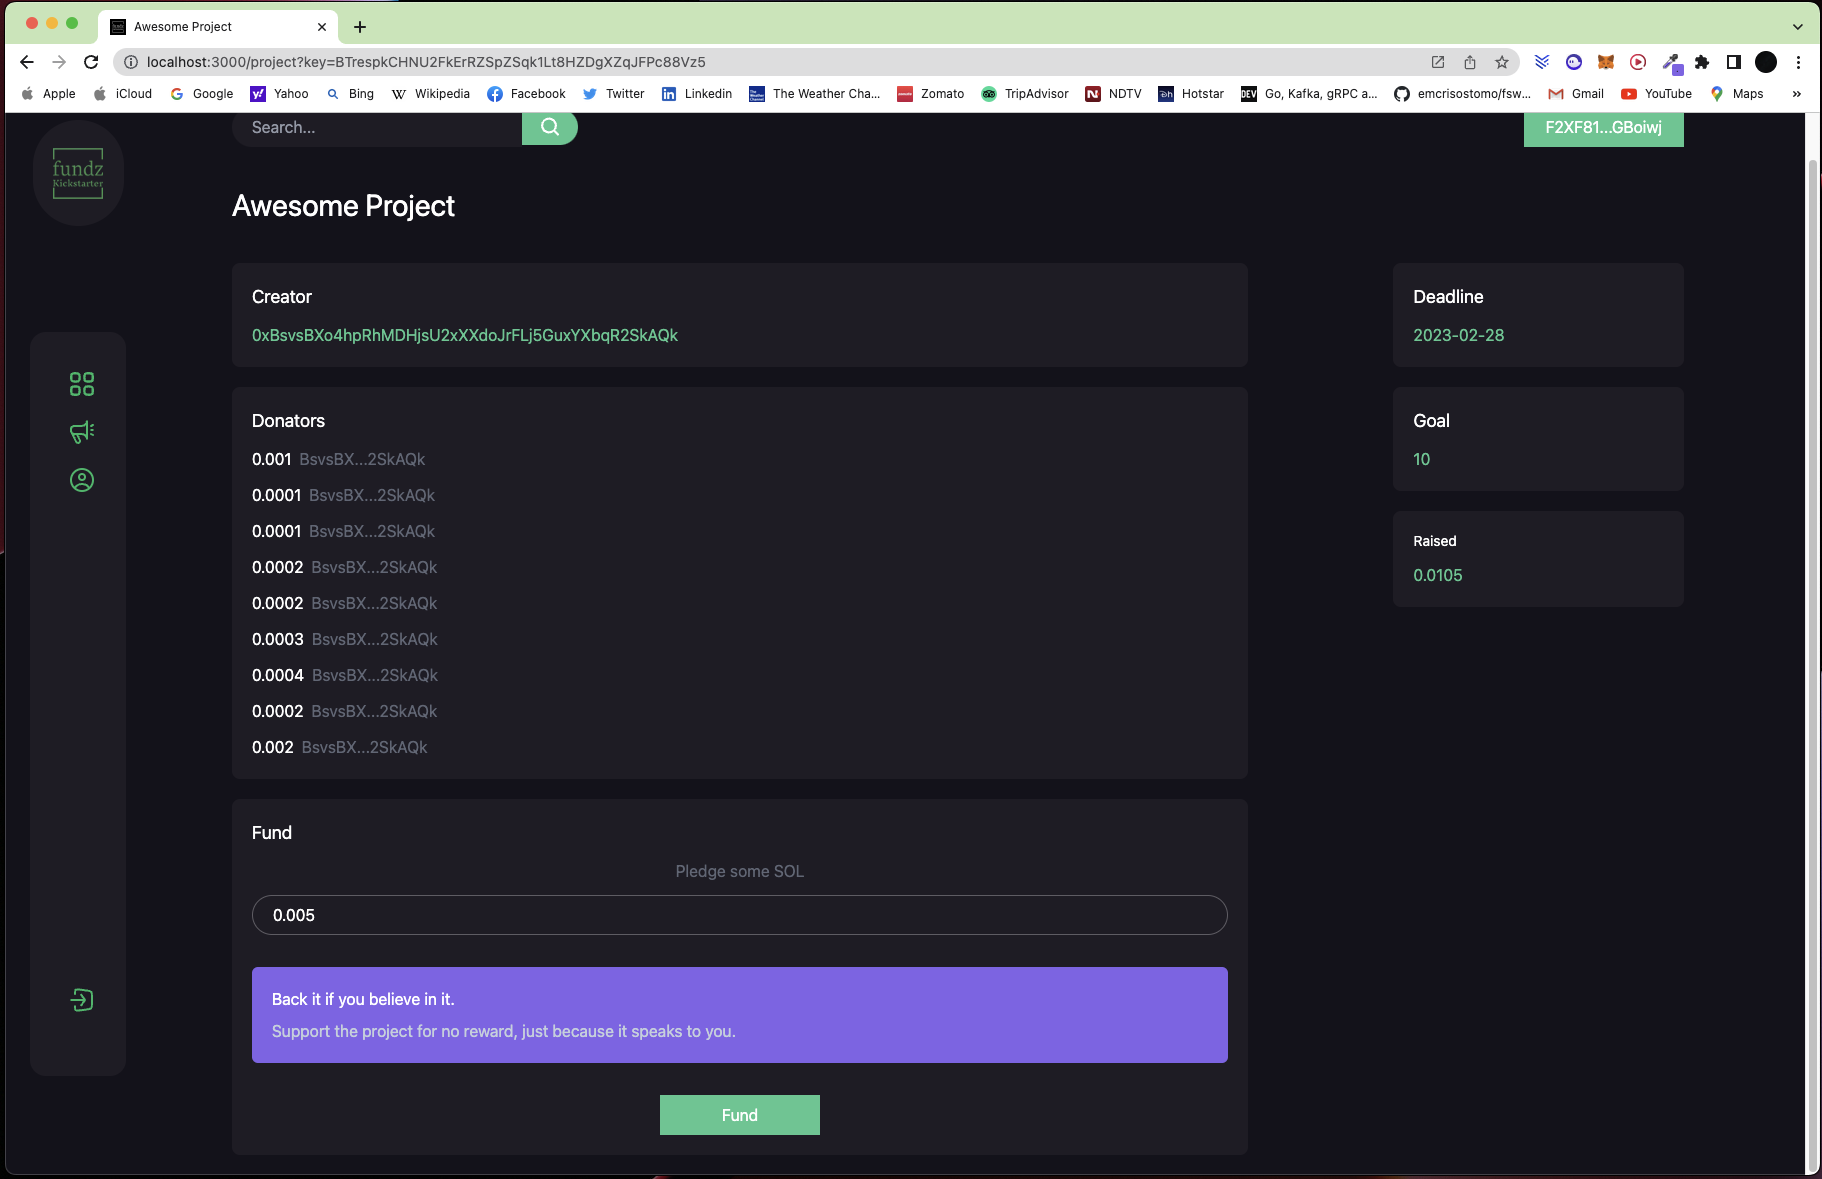 Awesome Project
localhost:3000/project?key=BTrespkCHNU2FkErRZSpZSqk1Lt8HZDgXZqJFPc88Vz5
Apple iCloud Google Yahoo Bing Wikipedia Facebook Twitter Linkedin The Weather Cha... Zomato TripAdvisor NDTV Hotstar Go, Kafka, gRPC a... emcrisostomo/fsw... Gmail YouTube Maps »
fundz
Kickstarter
Search...
F2XF81...GBoiwj
Awesome Project
Creator
0xBsvsBXo4hpRhMDHjsU2xXXdoJrFLj5GuxYXbqR2SkAQk
Deadline
2023-02-28
Donators
0.001 BsvsBX...2SkAQk
0.0001 BsvsBX...2SkAQk
0.0001 BsvsBX...2SkAQk
0.0002 BsvsBX...2SkAQk
0.0002 BsvsBX...2SkAQk
0.0003 BsvsBX...2SkAQk
0.0004 BsvsBX...2SkAQk
0.0002 BsvsBX...2SkAQk
0.002 BsvsBX...2SkAQk
Goal
10
Raised
0.0105
Fund
Pledge some SOL
0.005
Back it if you believe in it.
Support the project for no reward, just because it speaks to you.
Fund